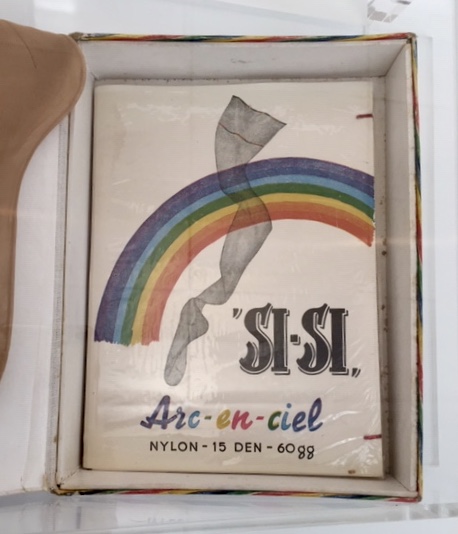 "SI-SI„
Arc-en-ciel
NYLON - 15 DEN - 60gg